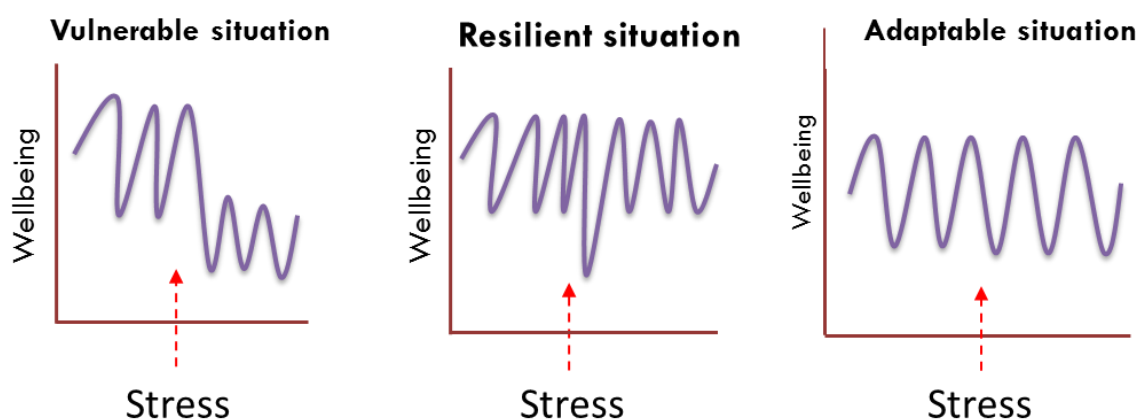 Vulnerable situation
Resilient situation
Adaptable situation
Wellbeing
Wellbeing
Wellbeing
Stress
Stress
Stress